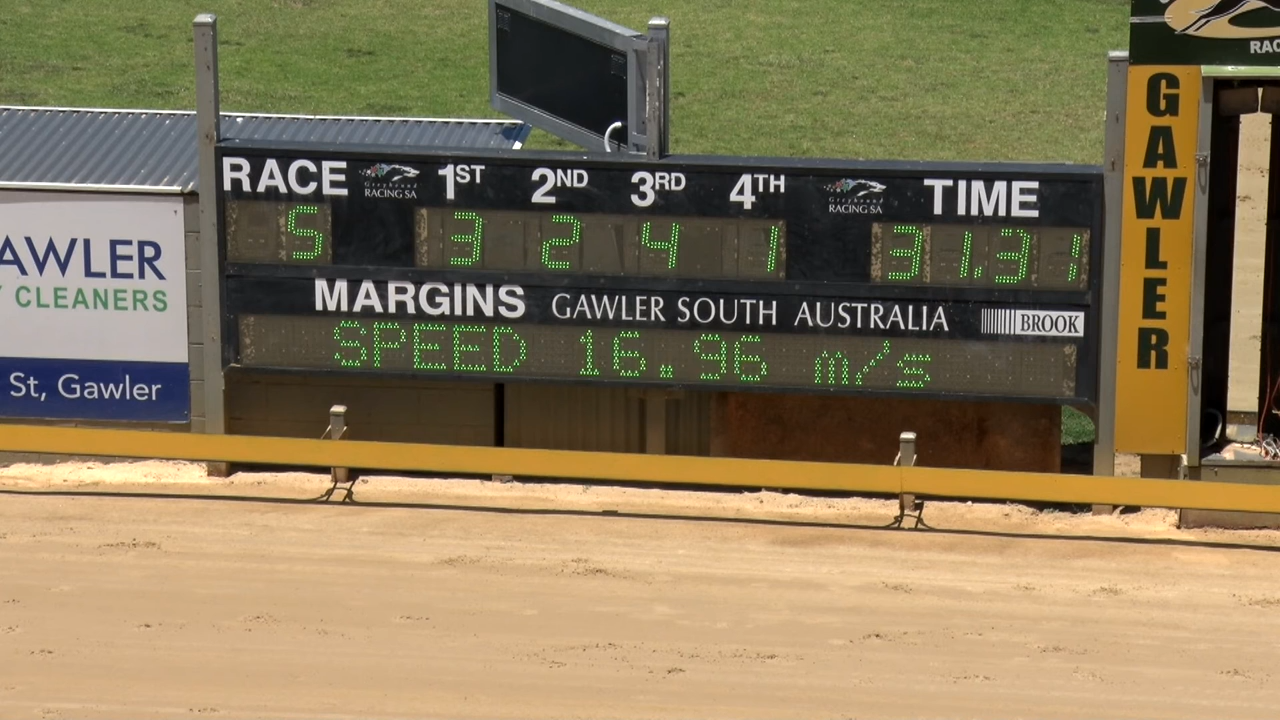 RAC
GAWLER
RACE Greyhound RACING SA 1ST 2ND 3RD 4TH Greyhound RACING SA TIME
5 3 2 4 1 31.31
MARGINS GAWLER SOUTH AUSTRALIA BROOK
SPEED 16.96 m/s
AWLER
CLEANERS
St, Gawler